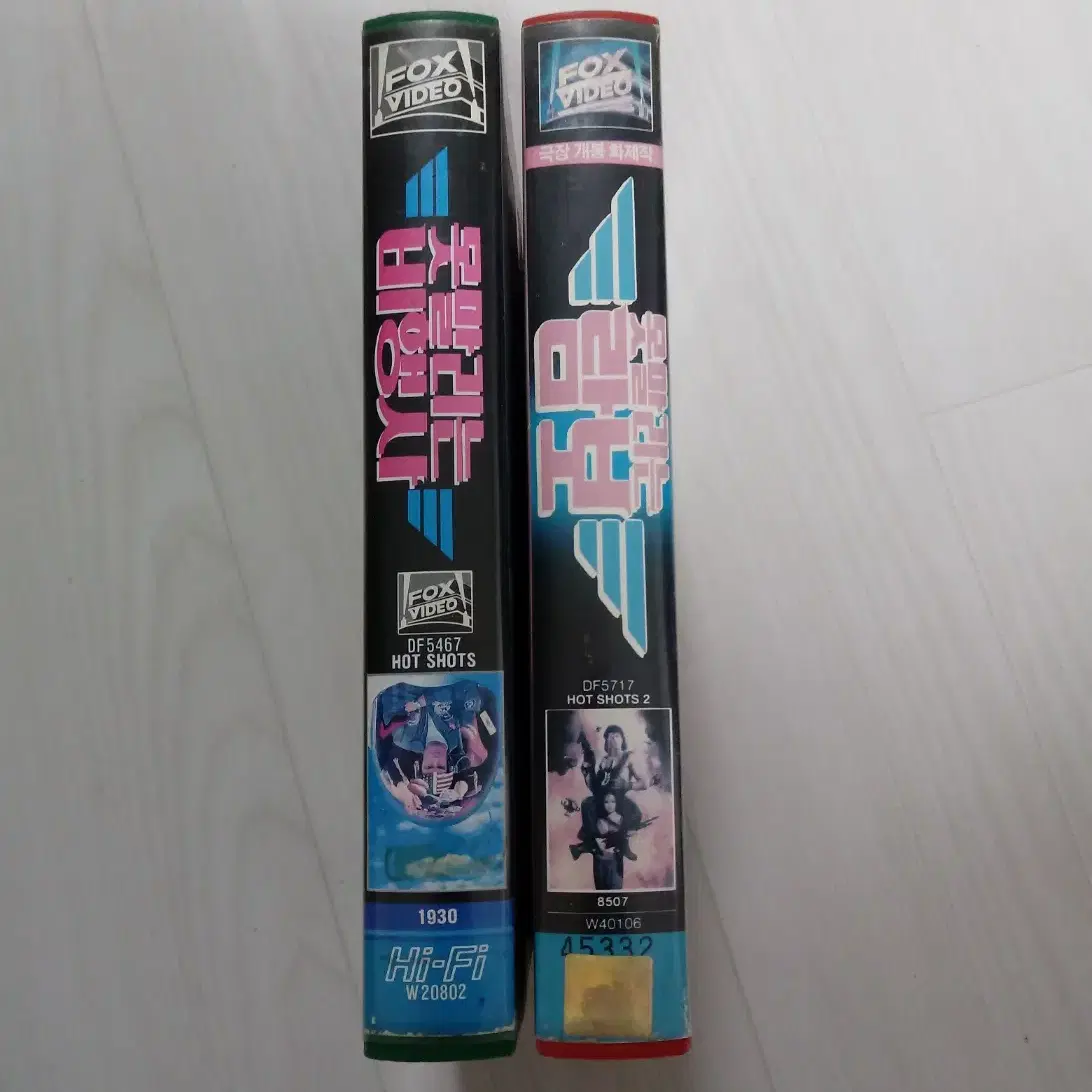 FOX
VIDEO
못말리는
비행사
FOX
VIDEO
DF5467
HOT SHOTS
1930
Hi-Fi
W20802
FOX
VIDEO
극장 개봉 화제작
못말리는
람보
DF5717
HOT SHOTS 2
8507
W40106
45332